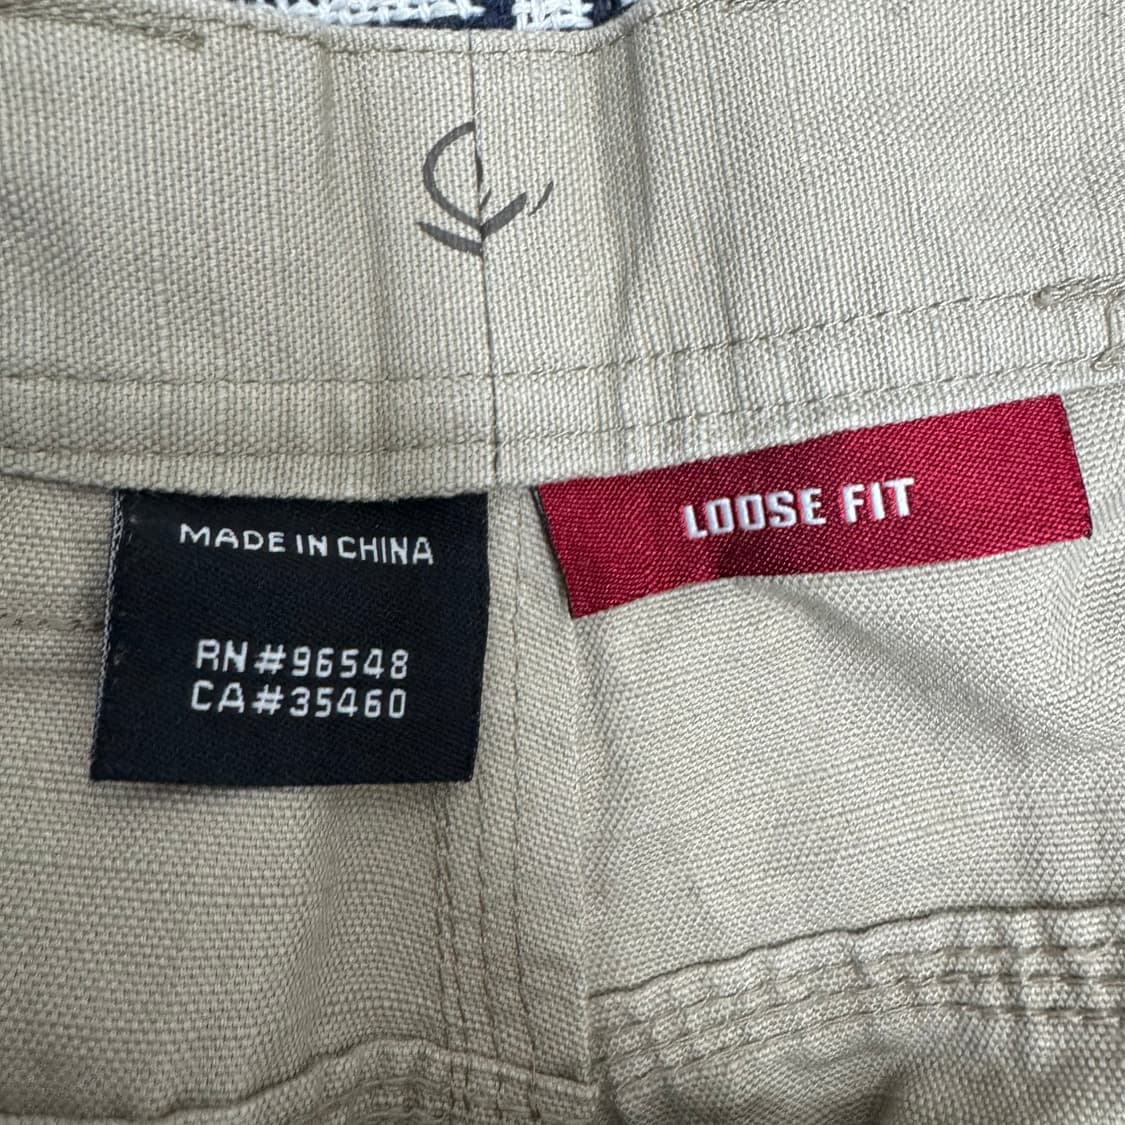 MADE IN CHINA
RN#96548
CA#35460
LOOSE FIT